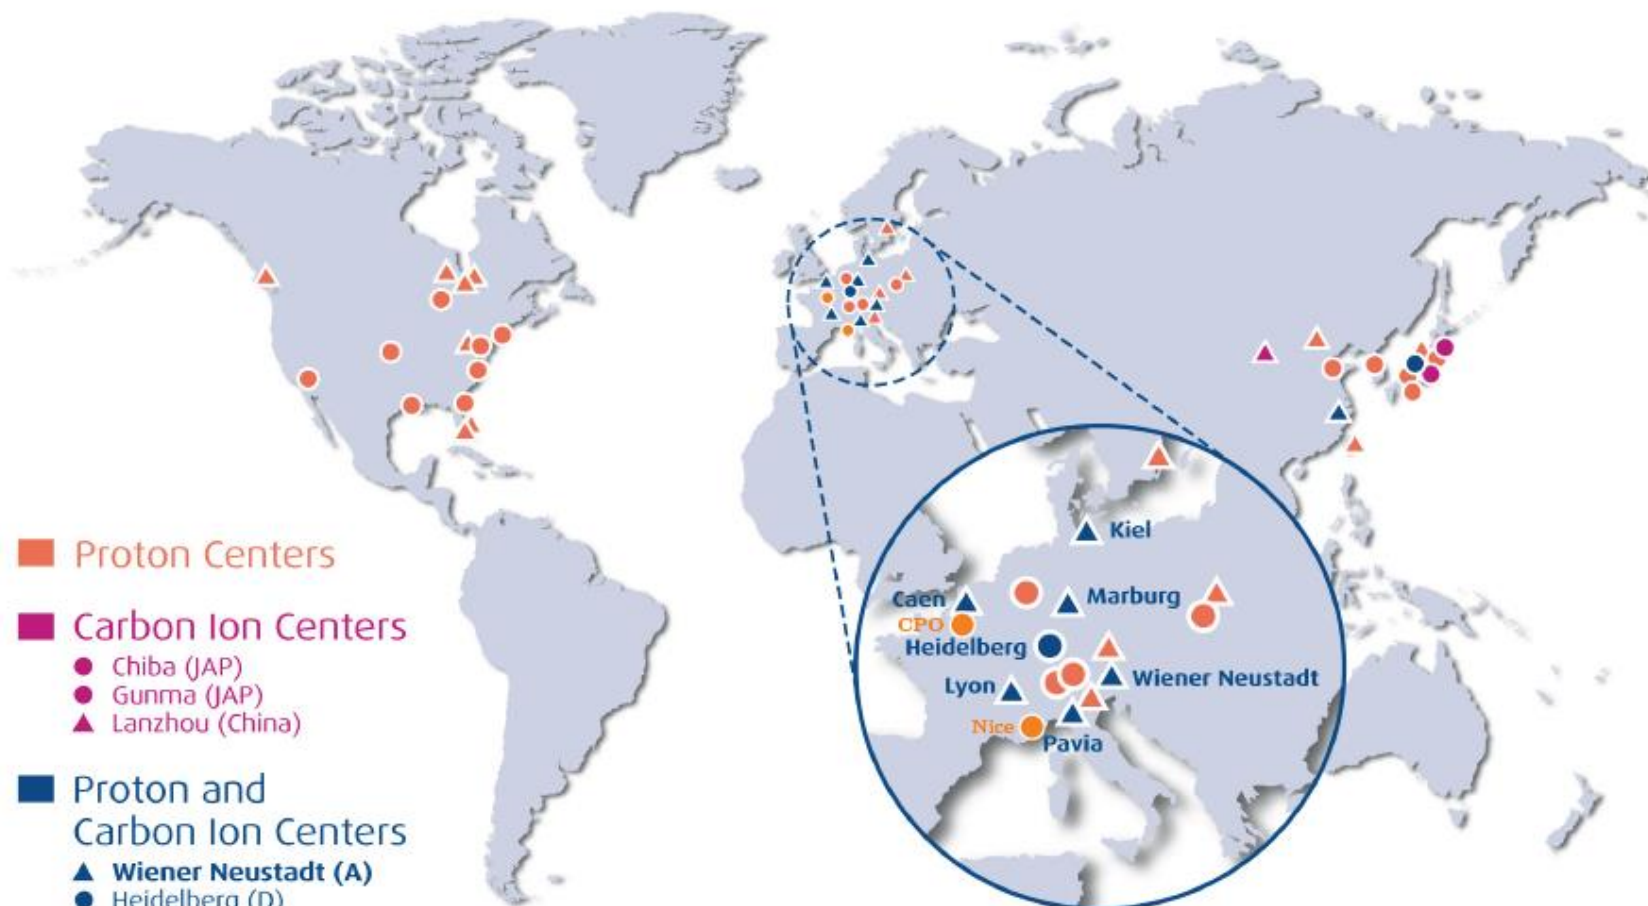 Proton Centers
Carbon Ion Centers
Chiba (JAP)
Gunma (JAP)
Lanzhou (China)
Proton and
Carbon Ion Centers
Wiener Neustadt (A)
Heidelberg (D)
Kiel
Caen
Marburg
CPO
Heidelberg
Wiener Neustadt
Lyon
Nice
Pavia